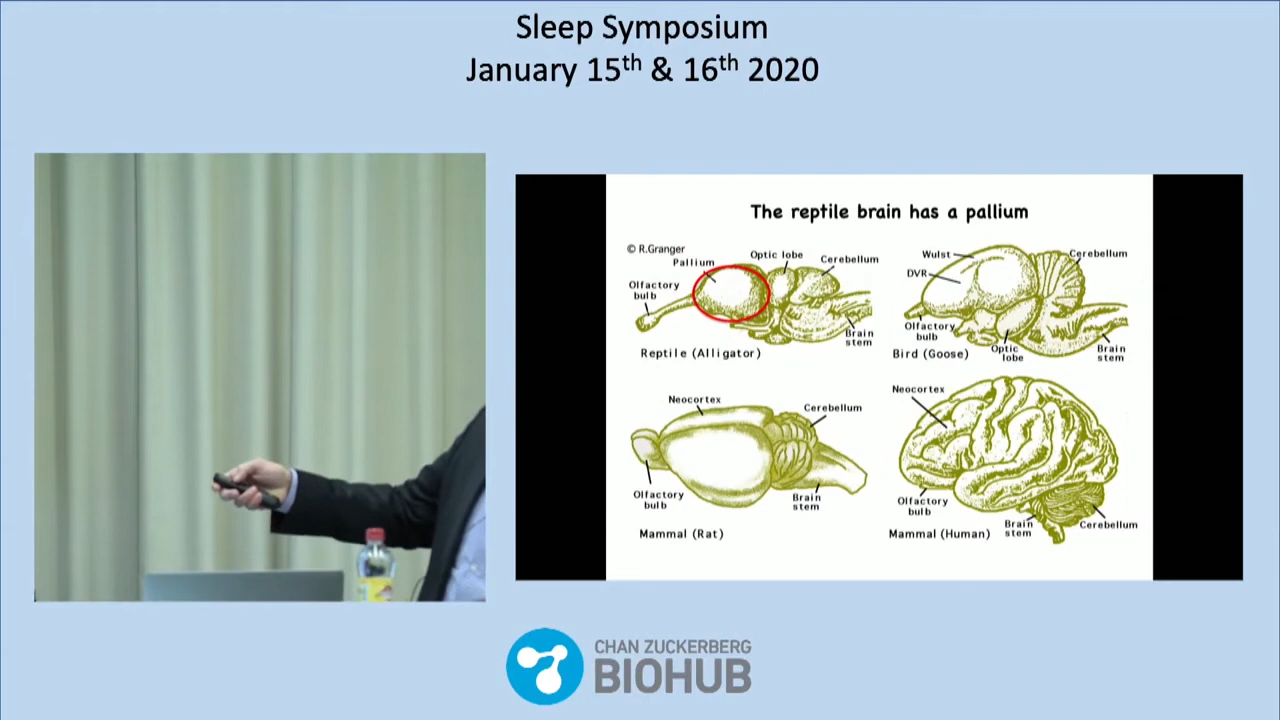 Sleep Symposium
January 15th & 16th 2020
The reptile brain has a pallium
© R.Granger
Pallium
Optic lobe
Cerebellum
Olfactory
bulb
Brain
stem
Reptile (Alligator)
Wulst
Cerebellum
DVR
Olfactory
bulb
Optic
lobe
Brain
stem
Bird (Goose)
Neocortex
Cerebellum
Olfactory
bulb
Brain
stem
Mammal (Rat)
Neocortex
Olfactory
bulb
Brain
stem
Cerebellum
Mammal (Human)
CHAN ZUCKERBERG
BIOHUB